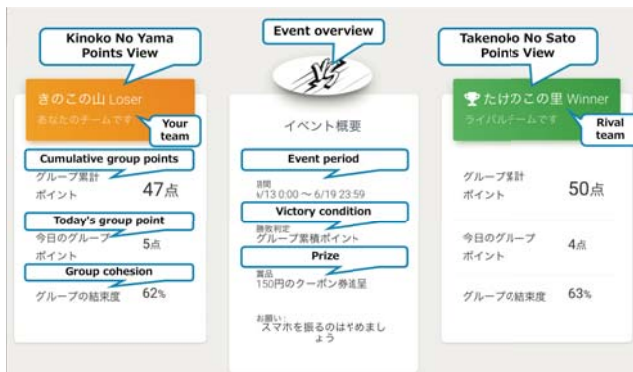 Kinoko No Yama
Points View
きのこの山 Loser
あなたのチームです
Your
team
Cumulative group points
グループ累計
ポイント
47点
Today's group point
今日のグループ
ポイント
5点
Group cohesion
グループの結束度
62%
Event overview
VS
イベント概要
Event period
期間
6/13 0:00 ~ 6/19 23:59
Victory condition
勝敗判定
グループ累積ポイント
Prize
賞品
150円のクーポン券進呈
お願い:
スマホを振るのはやめまし
ょう
Takenoko No Sato
Points View
たけのこの里 Winner
ライバルチームです
Rival
team
グループ累計
ポイント
50点
今日のグループ
ポイント
4点
グループの結束度
63%